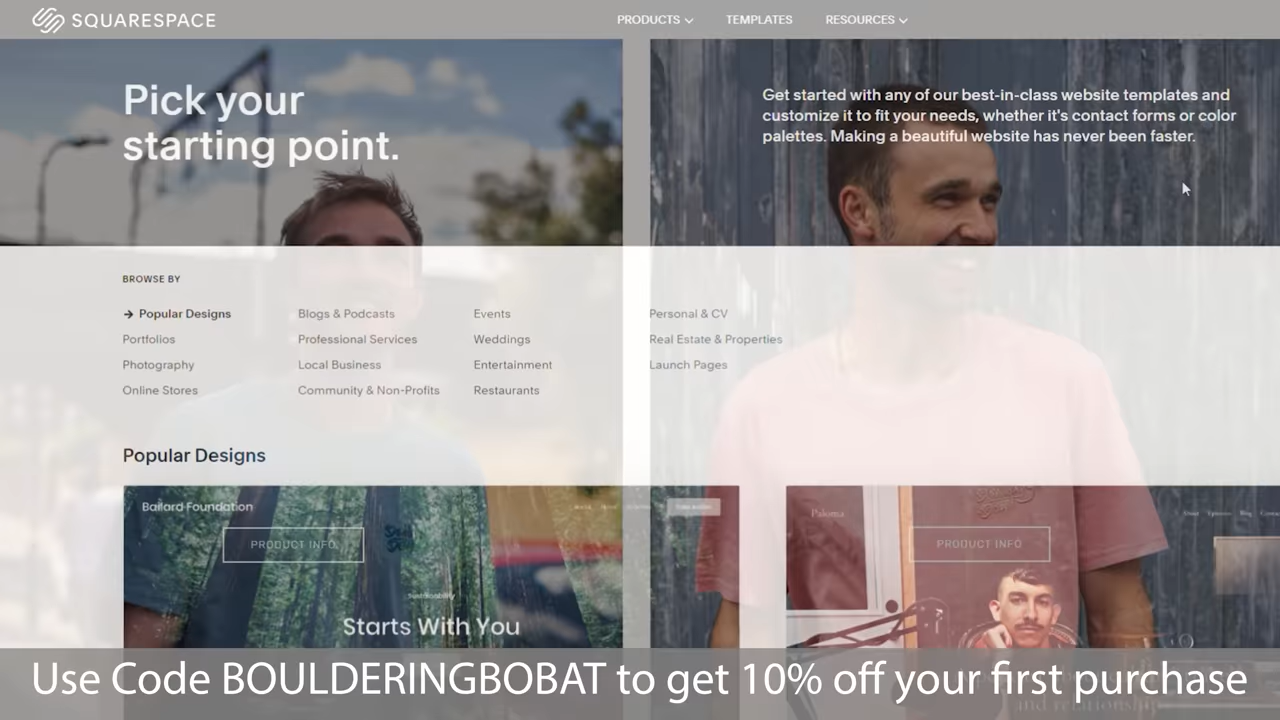 SQUARESPACE
PRODUCTS
TEMPLATES
RESOURCES
Pick your
starting point.
Get started with any of our best-in-class website templates and
customize it to fit your needs, whether it's contact forms or color
palettes. Making a beautiful website has never been faster.
BROWSE BY
→ Popular Designs
Blogs & Podcasts
Events
Personal & CV
Portfolios
Professional Services
Weddings
Real Estate & Properties
Photography
Local Business
Entertainment
Launch Pages
Online Stores
Community & Non-Profits
Restaurants
Popular Designs
Bailard Foundation
Paloma
PRODUCT INFO
PRODUCT INFO
Sustainability
Starts With You
Use Code BOULDERINGBOBAT to get 10% off your first purchase
and relationship